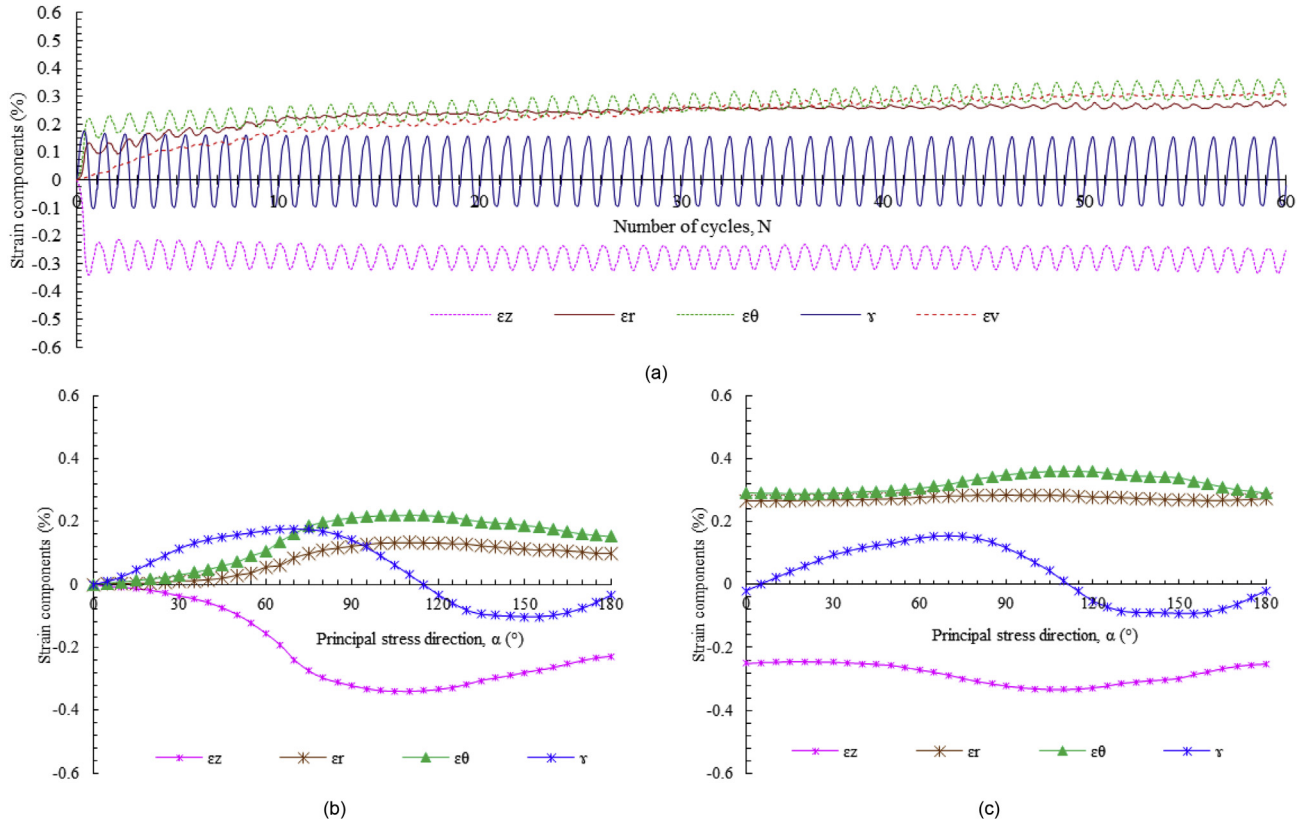 0.6
0.5
0.4
0.3
0.2
0.1
0
-0.1
-0.2
-0.3
-0.4
-0.5
-0.6
Strain components (%)
0 10 20 30 40 50 60
Number of cycles, N
εz εr εθ ɤ εv
(a)
0.6
0.4
0.2
0
-0.2
-0.4
-0.6
Strain components (%)
0 30 60 90 120 150 180
Principal stress direction, α (°)
εz εr εθ ɤ
(b)
0.6
0.4
0.2
0
-0.2
-0.4
-0.6
Strain components (%)
0 30 60 90 120 150 180
Principal stress direction, α (°)
εz εr εθ ɤ
(c)